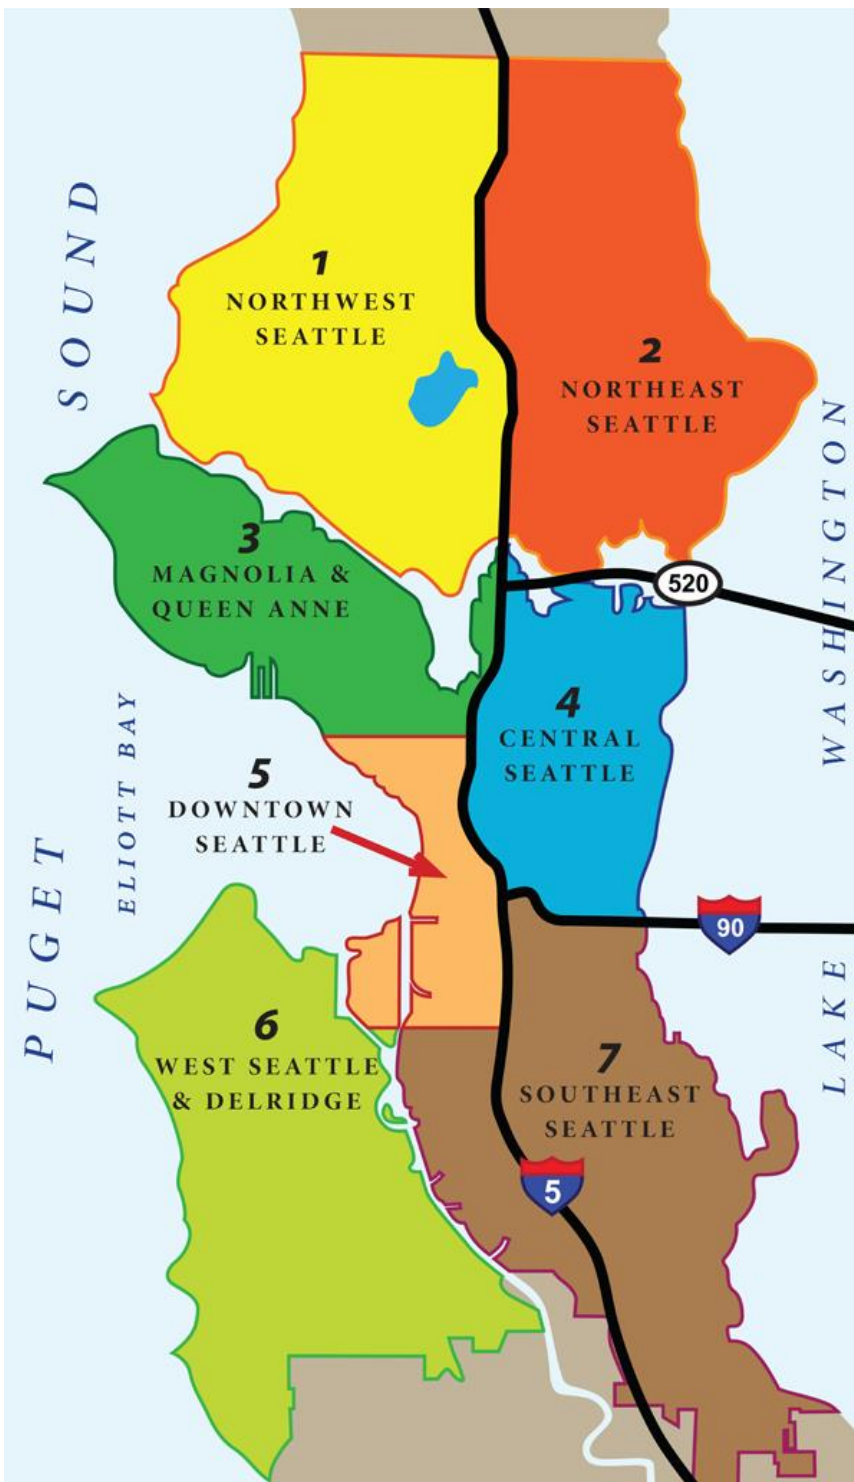 1
NORTHWEST
SEATTLE
2
NORTHEAST
SEATTLE
3
MAGNOLIA &
QUEEN ANNE
520
4
CENTRAL
SEATTLE
5
DOWNTOWN
SEATTLE
90
6
WEST SEATTLE
& DELRIDGE
7
SOUTHEAST
SEATTLE
5
PUGET SOUND
ELIOTT BAY
LAKE WASHINGTON